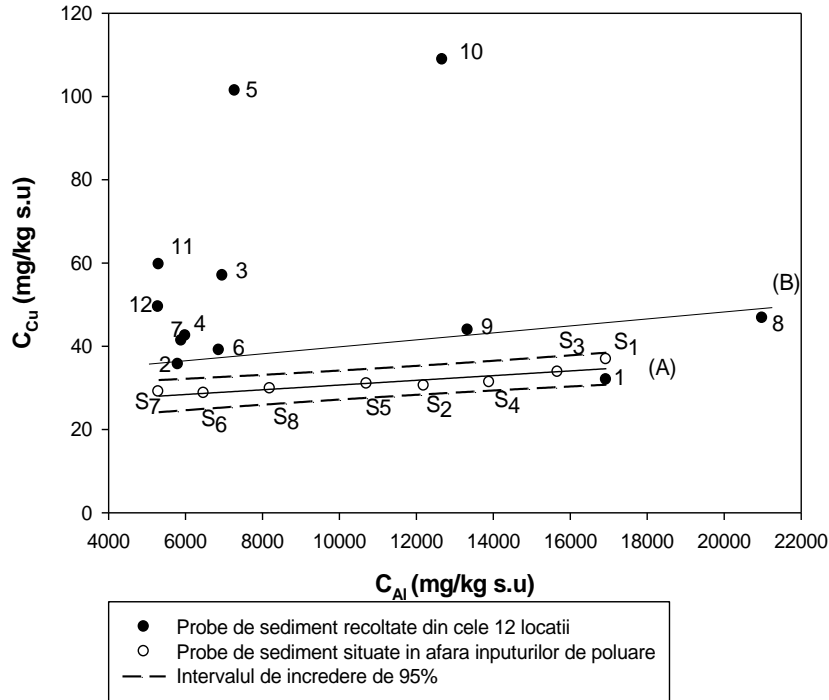 120
100
80
60
40
20
0
C_Cu (mg/kg s.u)
10
5
11
3
12
7
4
6
2
9
8
1
(B)
(A)
S3
S1
S7
S6
S8
S5
S2
S4
4000 6000 8000 10000 12000 14000 16000 18000 20000 22000
C_Al (mg/kg s.u)
Probe de sediment recoltate din cele 12 locatii
Probe de sediment situate in afara inputurilor de poluare
Intervalul de incredere de 95%